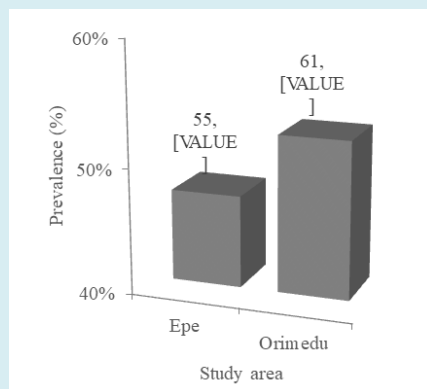 60%
50%
40%
Prevalence (%)
55,
[VALUE
]
61,
[VALUE
]
Epe
Orimedu
Study area